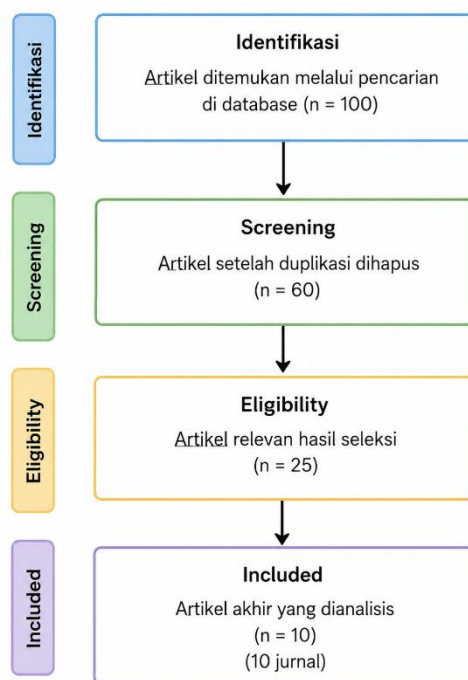 Identifikasi
Identifikasi
Artikel ditemukan melalui pencarian
di database (n = 100)
Screening
Screening
Artikel setelah duplikasi dihapus
(n = 60)
Eligibility
Eligibility
Artikel relevan hasil seleksi
(n = 25)
Included
Included
Artikel akhir yang dianalisis
(n = 10)
(10 jurnal)